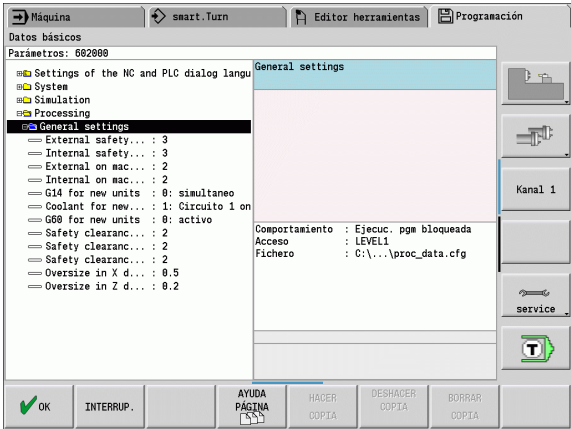 Máquina
smart.Turn
Editor herramientas
Programación
Datos básicos
Parámetros: 602000
Settings of the NC and PLC dialog langu
System
Simulation
Processing
General settings
External safety... : 3
Internal safety... : 3
External on mac... : 2
Internal on mac... : 2
G14 for new units : 0: simultaneo
Coolant for new... : 1: Circuito 1 on
G60 for new units : 0: activo
Safety clearanc... : 2
Safety clearanc... : 2
Safety clearanc... : 2
Oversize in X d... : 0.5
Oversize in Z d... : 0.2
General settings
Comportamiento : Ejecuc. pgm bloqueada
Acceso : LEVEL1
Fichero : C:\...\proc_data.cfg
Kanal 1
service
T
OK
INTERRUP.
AYUDA
PÁGINA
HACER
COPIA
DESHACER
COPIA
BORRAR
COPIA